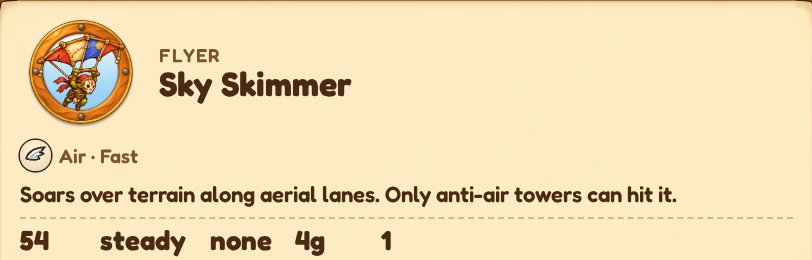 FLYER
Sky Skimmer
Air · Fast
Soars over terrain along aerial lanes. Only anti-air towers can hit it.
54 steady none 4g 1